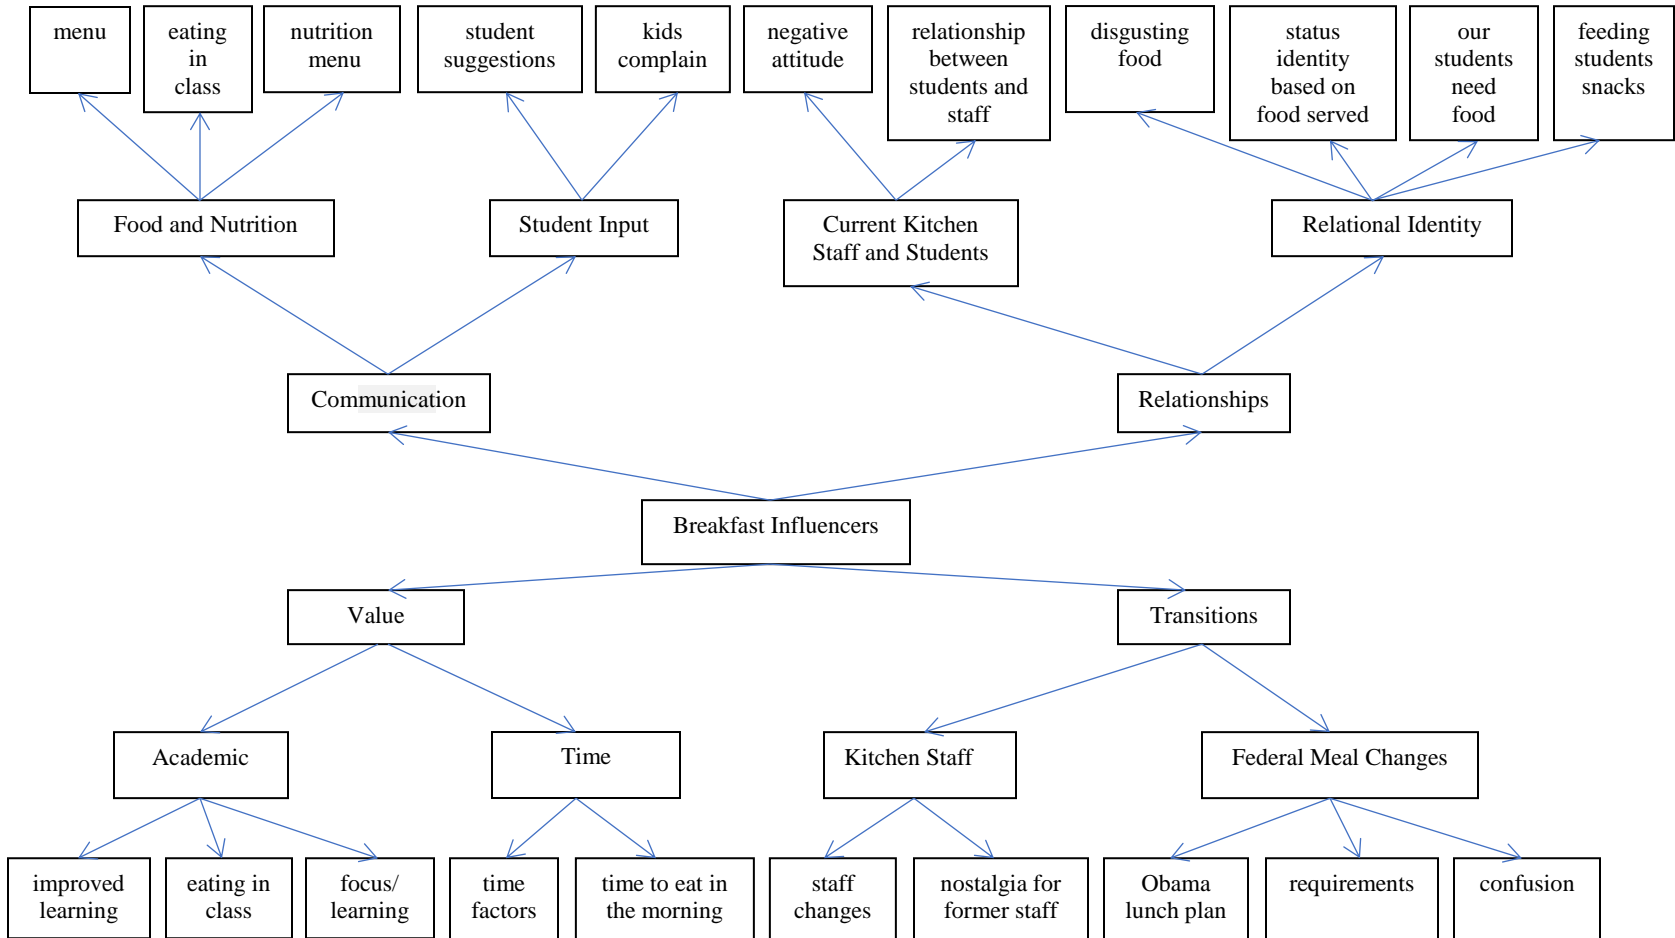 menu
eating
in
class
nutrition
menu
student
suggestions
kids
complain
negative
attitude
relationship
between
students and
staff
disgusting
food
status
identity
based on
food served
our
students
need
food
feeding
students
snacks
Food and Nutrition
Student Input
Current Kitchen
Staff and Students
Relational Identity
Communication
Relationships
Breakfast Influencers
Value
Transitions
Academic
Time
Kitchen Staff
Federal Meal Changes
improved
learning
eating in
class
focus/
learning
time
factors
time to eat in
the morning
staff
changes
nostalgia for
former staff
Obama
lunch plan
requirements
confusion